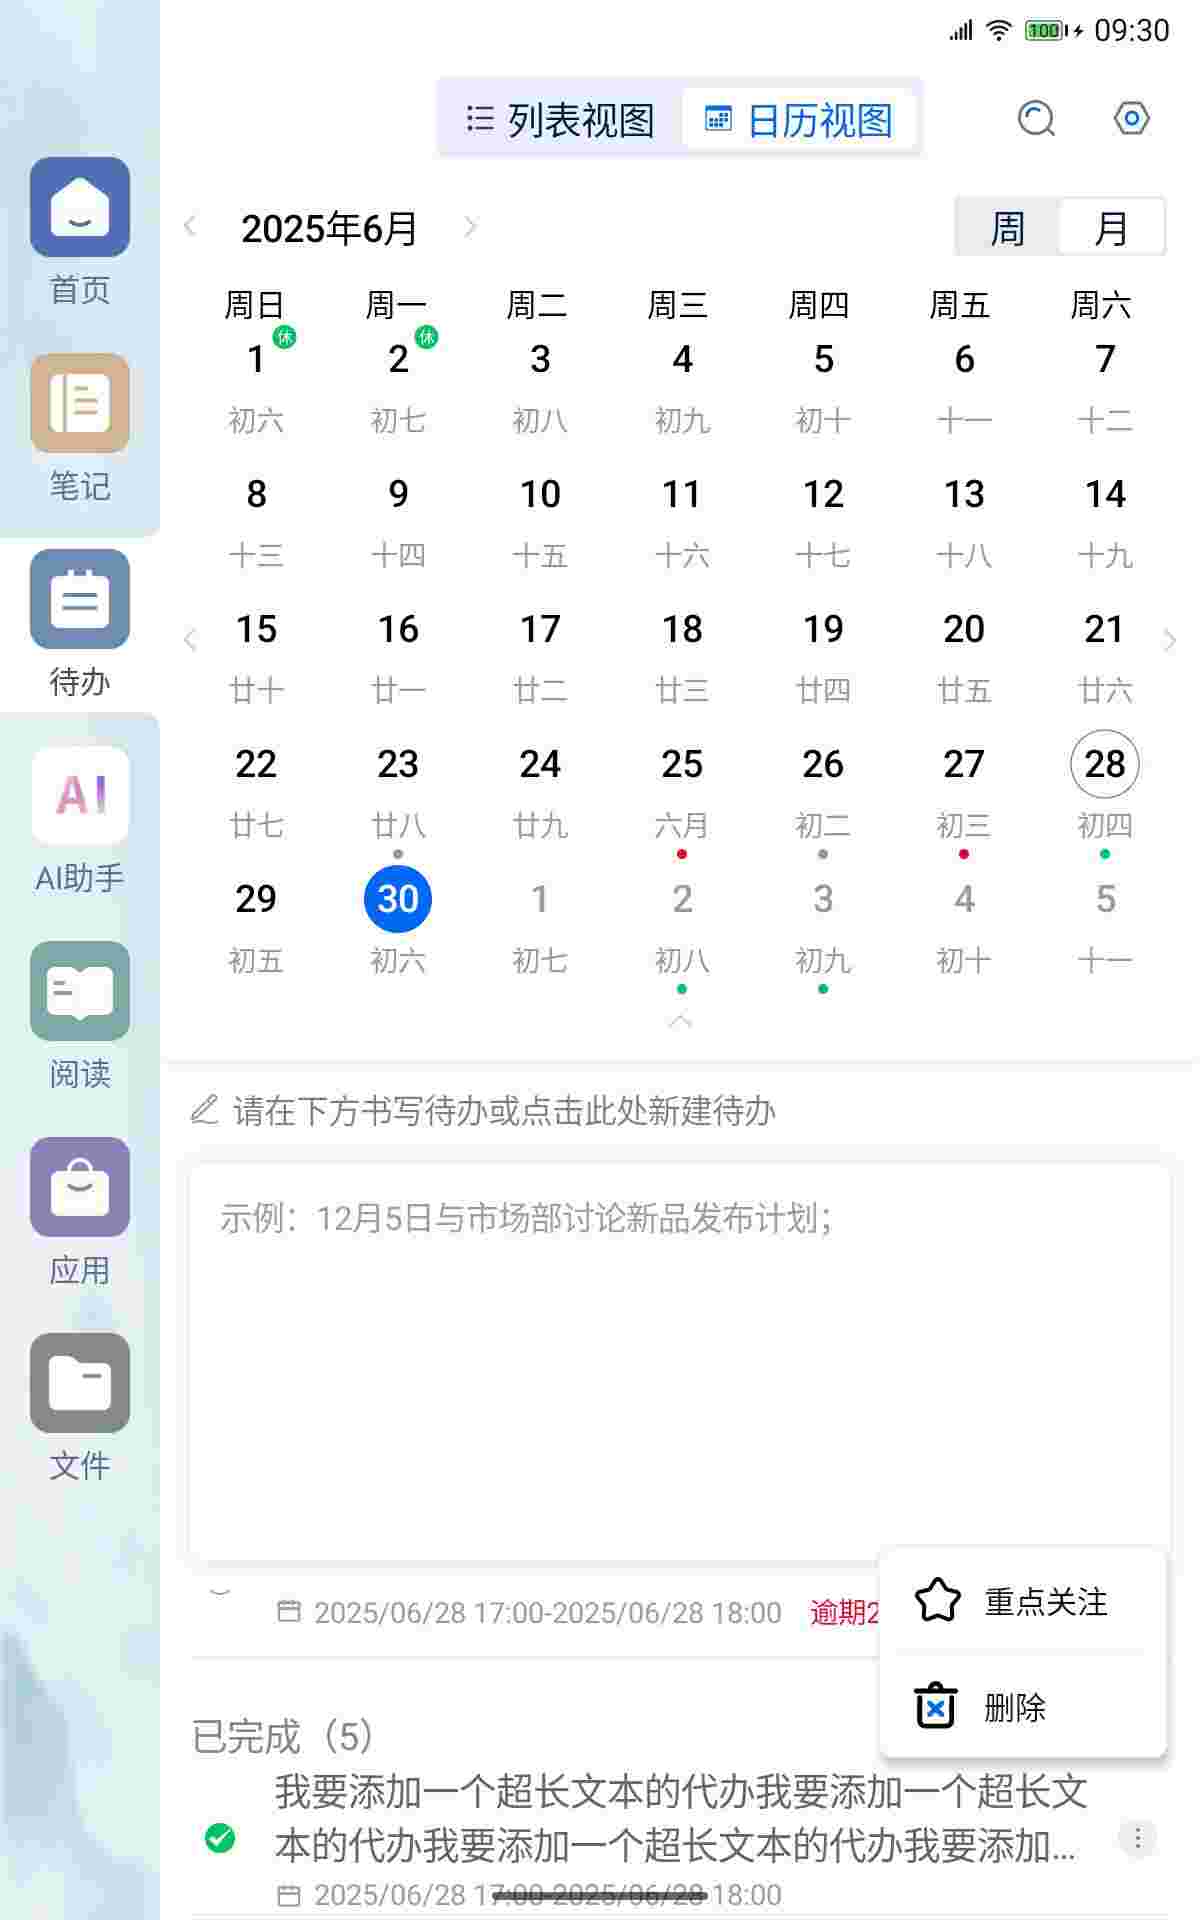 100 09:30
列表视图 日历视图
2025年6月 周 月
周日 周一 周二 周三 周四 周五 周六
休 休
1 2 3 4 5 6 7
初六 初七 初八 初九 初十 十一 十二
8 9 10 11 12 13 14
十三 十四 十五 十六 十七 十八 十九
15 16 17 18 19 20 21
廿十 廿一 廿二 廿三 廿四 廿五 廿六
22 23 24 25 26 27 28
廿七 廿八 廿九 六月 初二 初三 初四
29 30 1 2 3 4 5
初五 初六 初七 初八 初九 初十 十一
请在下方书写待办或点击此处新建待办
示例：12月5日与市场部讨论新品发布计划；
2025/06/28 17:00-2025/06/28 18:00 逾期2
重点关注
删除
已完成（5）
我要添加一个超长文本的代办我要添加一个超长文
本的代办我要添加一个超长文本的代办我要添加...
2025/06/28 17:00-2025/06/28 18:00
首页
笔记
待办
AI
AI助手
阅读
应用
文件